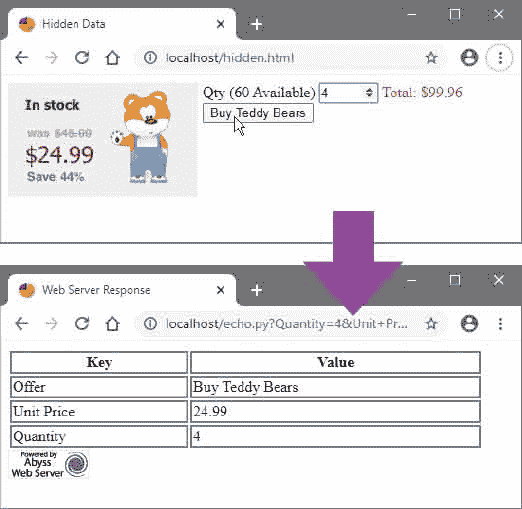 Hidden Data
localhost/hidden.html
In stock
was $45.00
$24.99
Save 44%
Qty (60 Available) 4 Total: $99.96
Buy Teddy Bears
Web Server Response
localhost/echo.py?Quantity=4&Unit+Pr...
Key Value
Offer Buy Teddy Bears
Unit Price 24.99
Quantity 4
Powered by
Abyss
Web Server